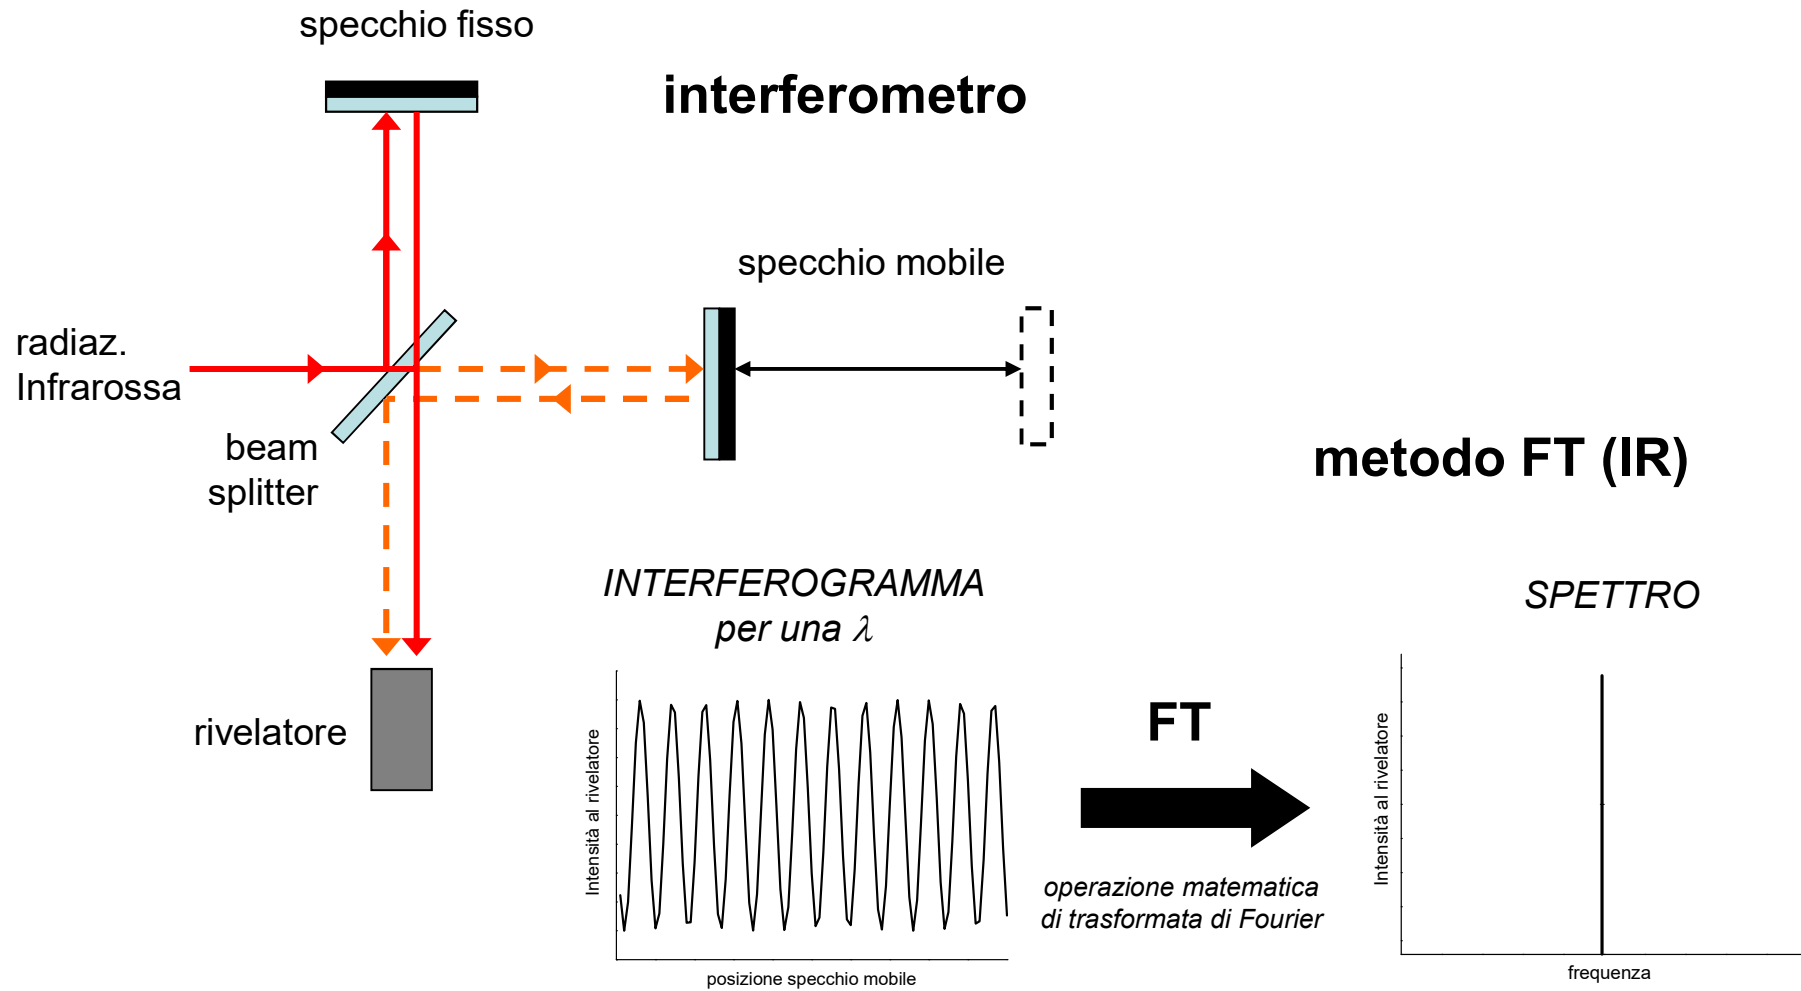 specchio fisso
interferometro
specchio mobile
radiaz.
Infrarossa
beam
splitter
metodo FT (IR)
rivelatore
INTERFEROGRAMMA
per una λ
Intensità al rivelatore
posizione specchio mobile
FT
operazione matematica
di trasformata di Fourier
SPETTRO
Intensità al rivelatore
frequenza